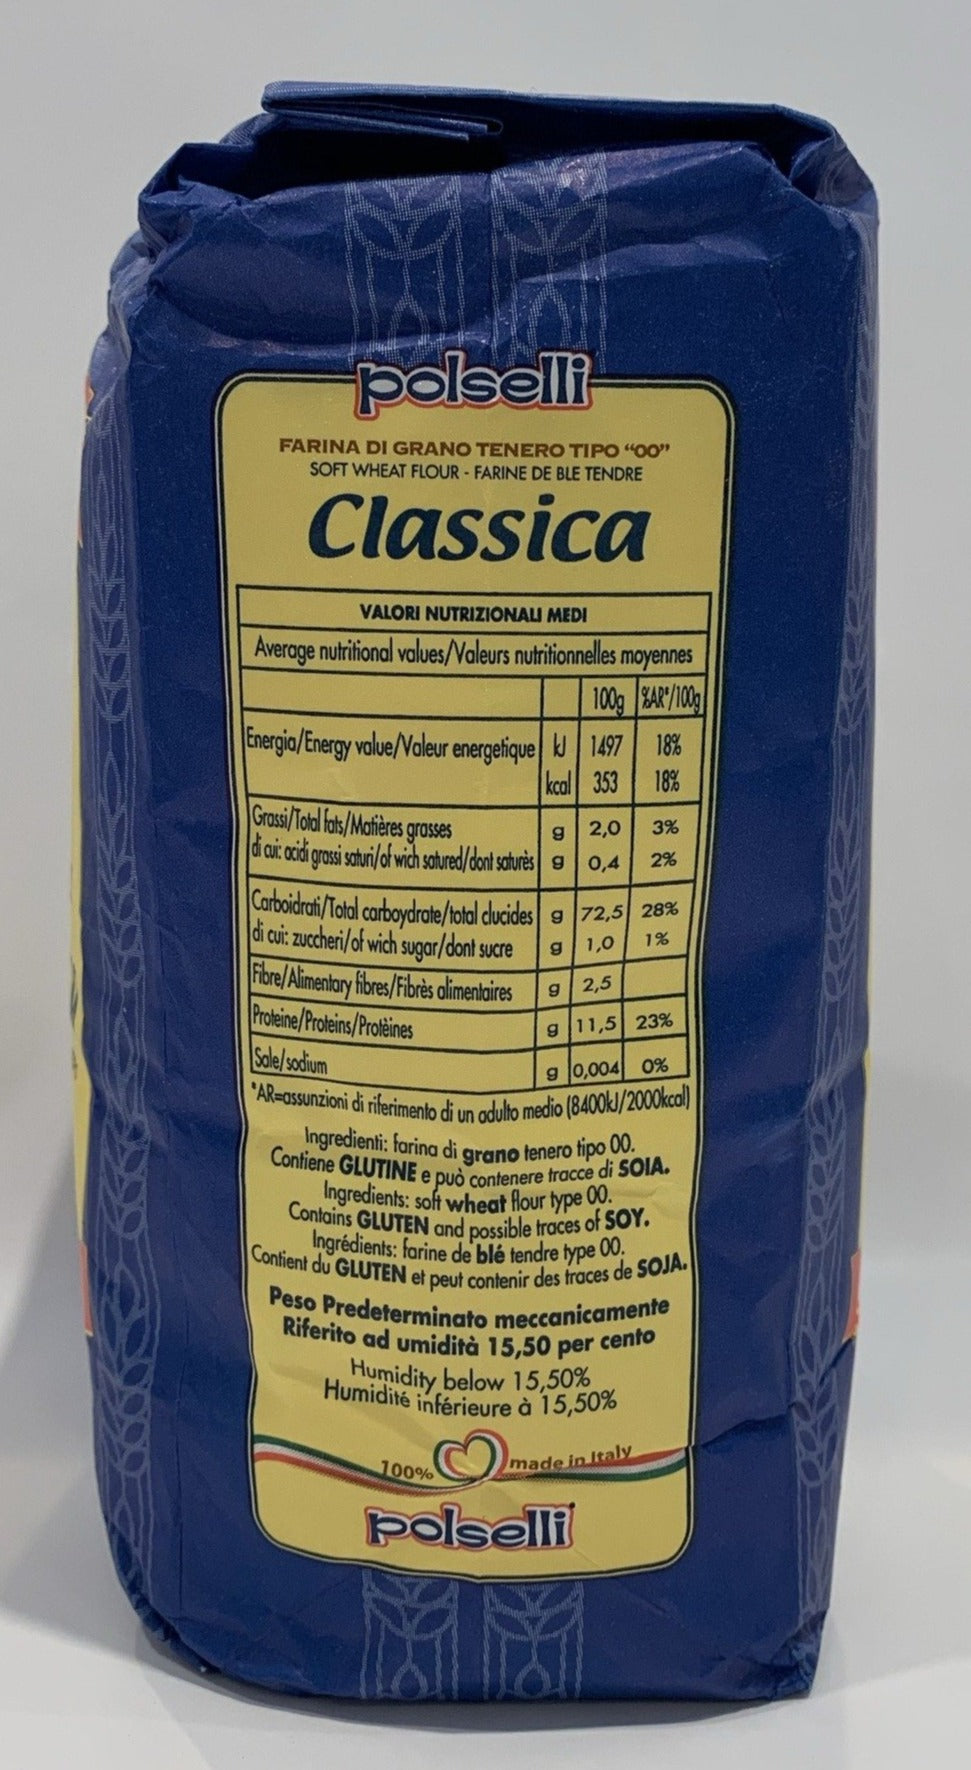 polselli
FARINA DI GRANO TENERO TIPO “00”
SOFT WHEAT FLOUR - FARINE DE BLE TENDRE
Classica
VALORI NUTRIZIONALI MEDI
Average nutritional values/Valeurs nutritionnelles moyennes
100g %AR*/100g
Energia/Energy value/Valeur energetique kJ 1497 18%
kcal 353 18%
Grassi/Total fats/Matières grasses g 2,0 3%
di cui: acidi grassi saturi/of wich satured/dont saturès g 0,4 2%
Carboidrati/Total carboydrate/total clucides g 72,5 28%
di cui: zuccheri/of wich sugar/dont sucre g 1,0 1%
Fibre/Alimentary fibres/Fibrès alimentaires g 2,5
Proteine/Proteins/Protèines g 11,5 23%
Sale/sodium g 0,004 0%
*AR=assunzioni di riferimento di un adulto medio (8400kJ/2000kcal)
Ingredienti: farina di grano tenero tipo 00.
Contiene GLUTINE e può contenere tracce di SOIA.
Ingredients: soft wheat flour type 00.
Contains GLUTEN and possible traces of SOY.
Ingrédients: farine de blé tendre type 00.
Contient du GLUTEN et peut contenir des traces de SOJA.
Peso Predeterminato meccanicamente
Riferito ad umidità 15,50 per cento
Humidity below 15,50%
Humidité inférieure à 15,50%
100% made in Italy
polselli